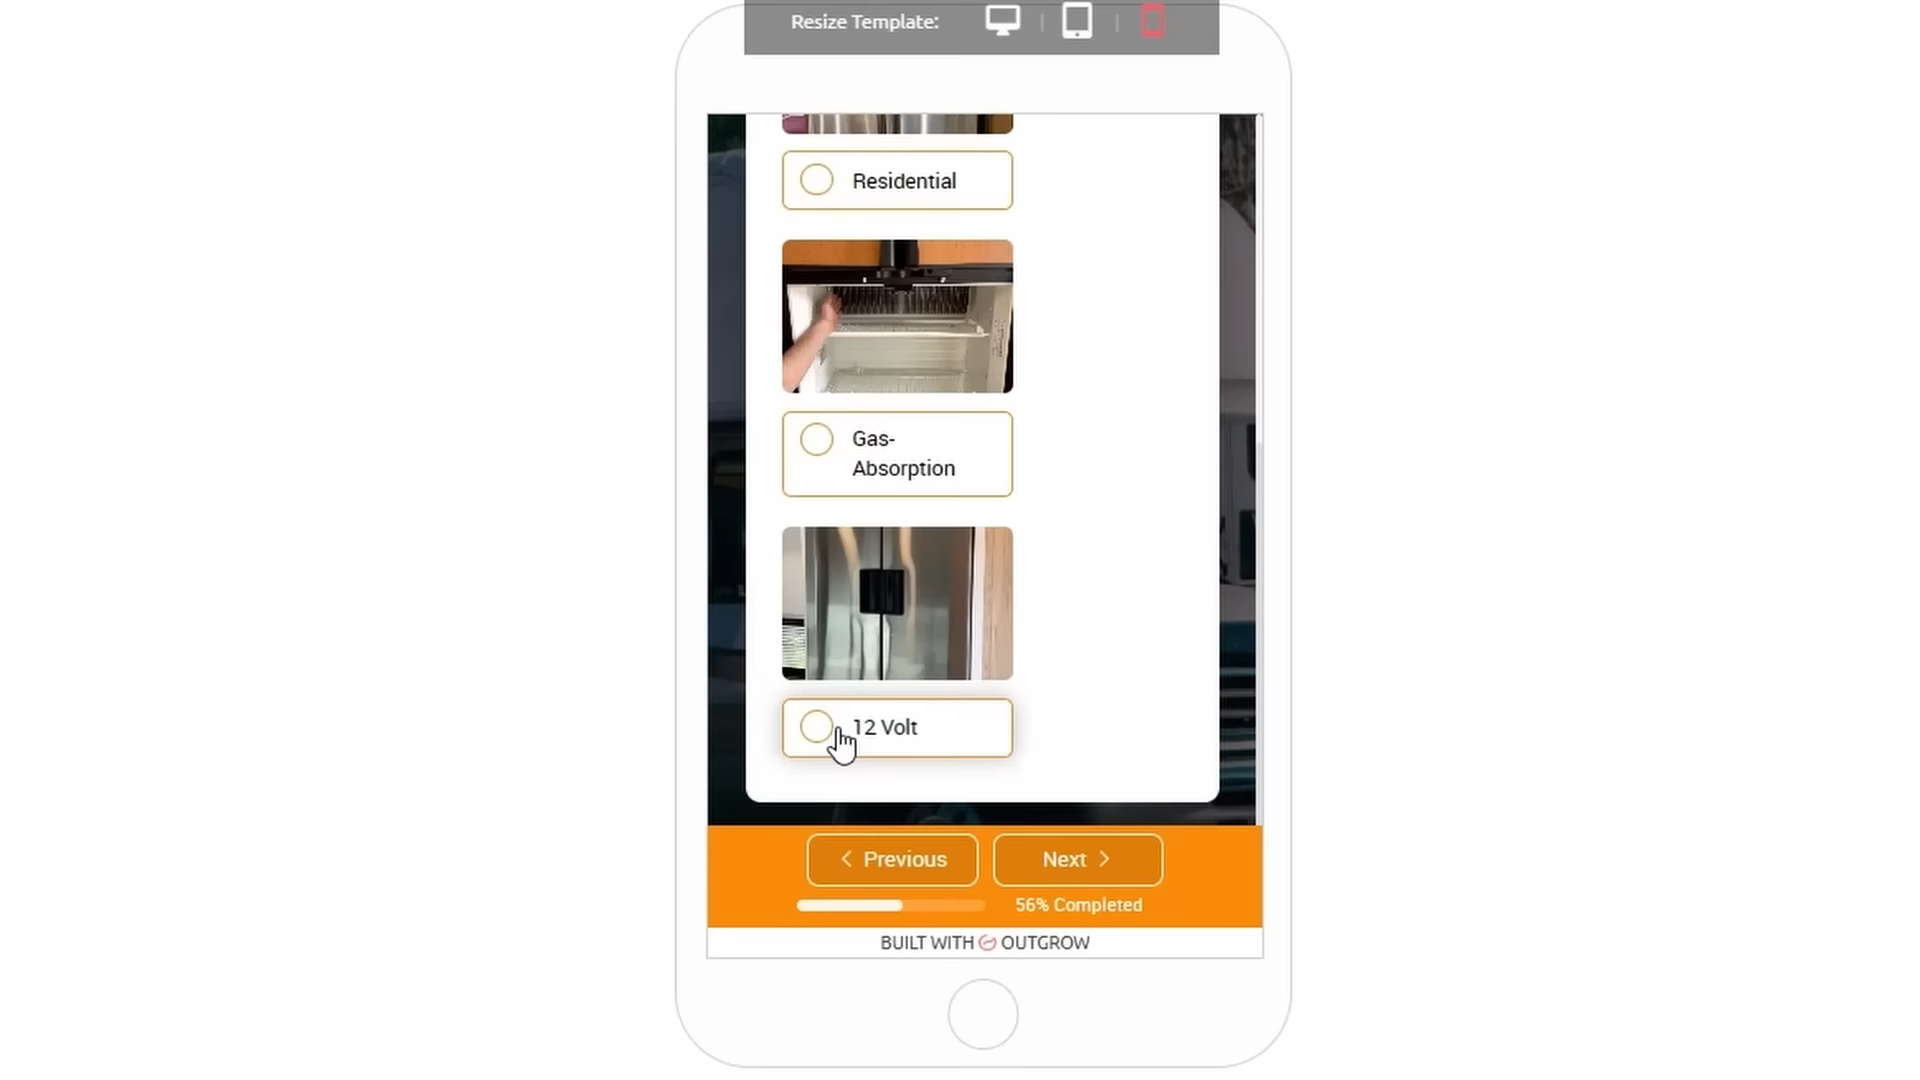 Resize Template:
Residential
Gas-
Absorption
12 Volt
Previous
Next
56% Completed
BUILT WITH OUTGROW